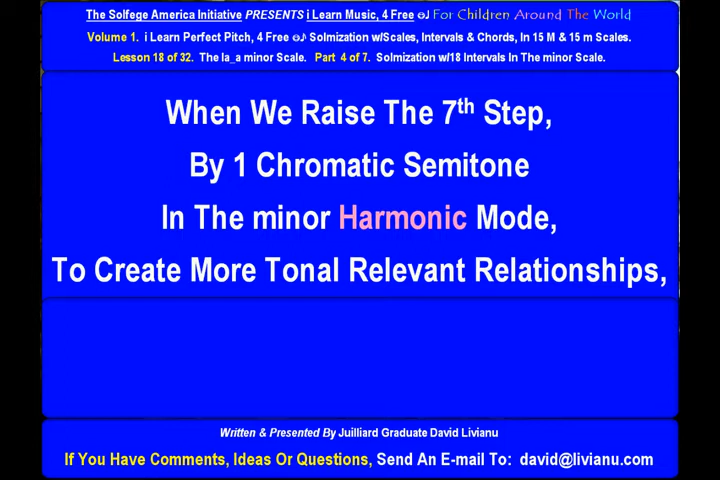 The Solfege America Initiative PRESENTS i Learn Music, 4 Free For Children Around The World
Volume 1. i Learn Perfect Pitch, 4 Free Solmization w/Scales, Intervals & Chords, In 15 M & 15 m Scales.
Lesson 18 of 32. The la_a minor Scale. Part 4 of 7. Solmization w/18 Intervals In The minor Scale.
When We Raise The 7th Step,
By 1 Chromatic Semitone
In The minor Harmonic Mode,
To Create More Tonal Relevant Relationships,
Written & Presented By Juilliard Graduate David Livianu
If You Have Comments, Ideas Or Questions, Send An E-mail To: david@livianu.com